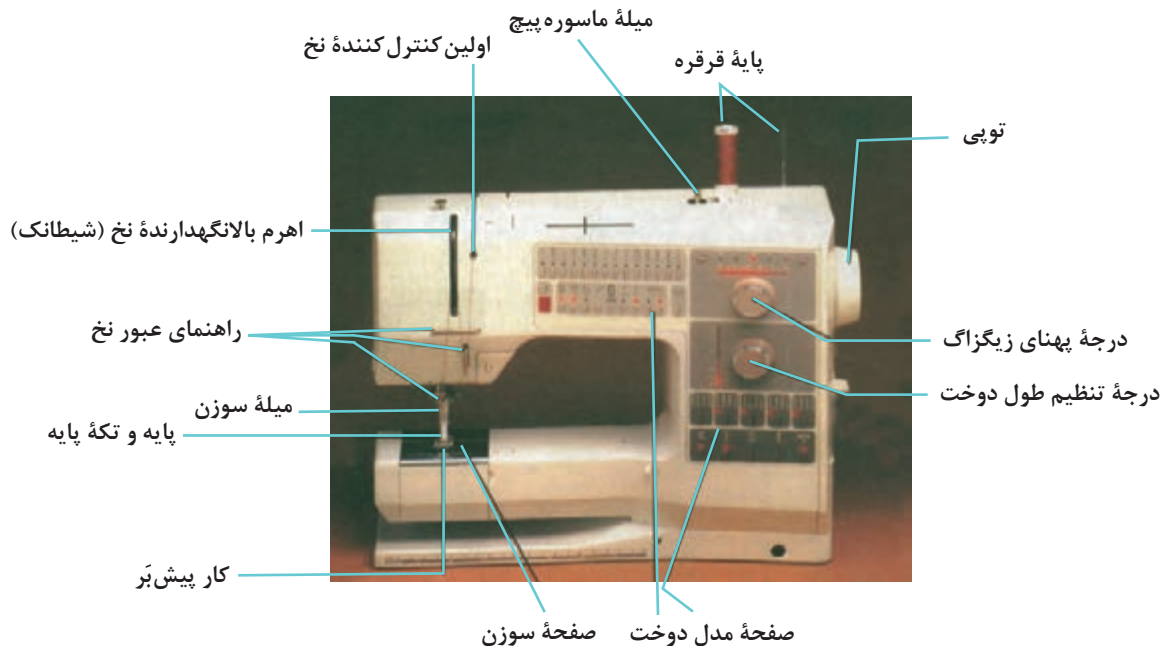 میلهٔ ماسوره‌پیچ
اولین کنترل‌کنندهٔ نخ
پایهٔ قرقره
توپی
اهرم بالانگهدارندهٔ نخ (شیطانک)
راهنمای عبور نخ
درجهٔ پهنای زیگزاگ
درجهٔ تنظیم طول دوخت
میلهٔ سوزن
پایه و تکهٔ پایه
کار پیش‌بَر
صفحهٔ سوزن
صفحهٔ مدل دوخت